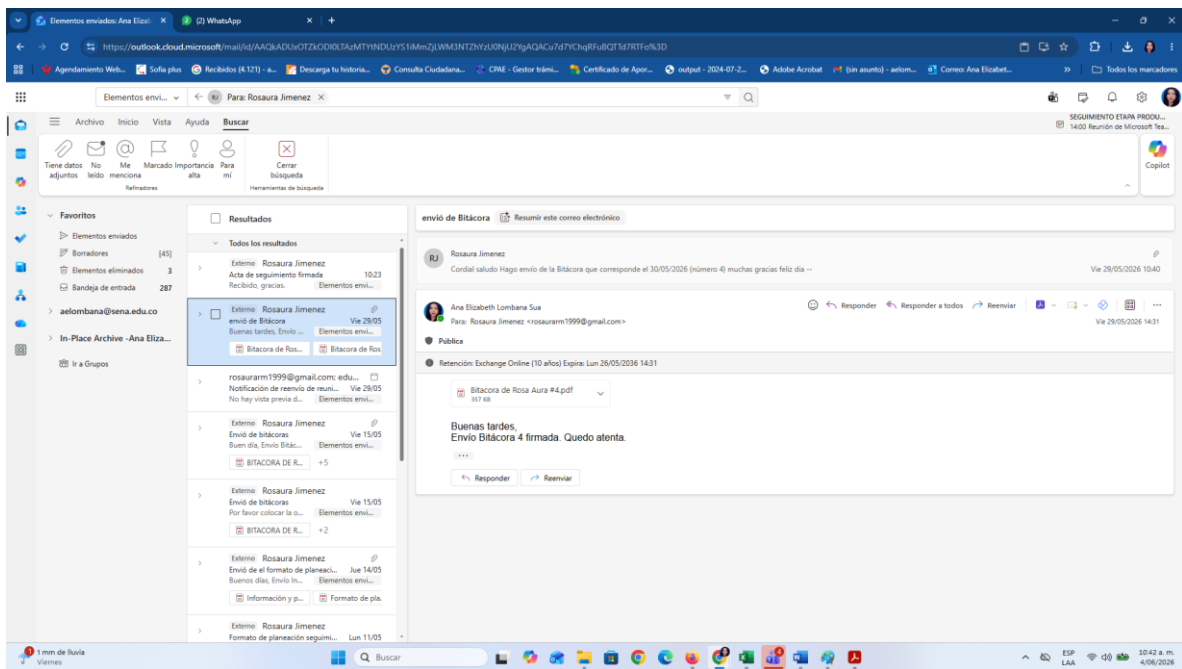 Elementos enviados: Ana Elizab
(2) WhatsApp
https://outlook.cloud.microsoft/mail/id/
Agendamiento Web...
Sofia plus
Recibidos (4.121) - a...
Descarga tu historia...
Consulta Ciudadana...
CPAE - Gestor trámi...
Certificado de Apor...
output - 2024-07-2...
Adobe Acrobat
(sin asunto) - aelom...
Correo: Ana Elizabet...
Todos los marcadores
Elementos envi...
RJ
Para: Rosaura Jimenez
SEGUIMIENTO ETAPA PRODU...
14:00 Reunión de Microsoft Tea...
Archivo Inicio Vista Ayuda Buscar
Tiene datos adjuntos
No leído
Me menciona
Marcado
Importancia alta
Para mí
Cerrar búsqueda
Refinadores
Herramientas de búsqueda
Copilot
Favoritos
Elementos enviados
Borradores [45]
Elementos eliminados 3
Bandeja de entrada 287
aelombana@sena.edu.co
In-Place Archive -Ana Eliza...
Ir a Grupos
Resultados
Todos los resultados
Externo Rosaura Jimenez
Acta de seguimiento firmada 10:23
Recibido, gracias. Elementos envi...
Externo Rosaura Jimenez
envió de Bitácora Vie 29/05
Buenas tardes, Envío ... Elementos envi...
Bitacora de Ros... Bitacora de Ros.
rosaurarm1999@gmail.com; edu...
Notificación de reenvío de reuni... Vie 29/05
No hay vista previa d... Elementos envi...
Externo Rosaura Jimenez
Envió de bitácoras Vie 15/05
Buen día, Envío Bitác... Elementos envi...
BITACORA DE R... +5
Externo Rosaura Jimenez
Envió de bitácoras Vie 15/05
Por favor colocar la o... Elementos envi...
BITACORA DE R... +2
Externo Rosaura Jimenez
Envió de el formato de planeaci... Jue 14/05
Buenos días, Envío In... Elementos envi...
Información y p... Formato de pla.
Externo Rosaura Jimenez
Formato de planeación seguimi... Lun 11/05
envió de Bitácora
Resumir este correo electrónico
RJ
Rosaura Jimenez
Cordial saludo Hago envío de la Bitácora que corresponde el 30/05/2026 (número 4) muchas gracias feliz día --
Vie 29/05/2026 10:40
Ana Elizabeth Lombana Sua
Responder Responder a todos Reenviar
Para: Rosaura Jimenez <rosaurarm1999@gmail.com>
Vie 29/05/2026 14:31
Pública
Retención: Exchange Online (10 años) Expira: Lun 26/05/2036 14:31
Bitacora de Rosa Aura #4.pdf
357 KB
Buenas tardes,
Envío Bitácora 4 firmada. Quedo atenta.
Responder Reenviar
1 mm de lluvia
Viernes
Buscar
ESP
LAA
10:42 a. m.
4/06/2026